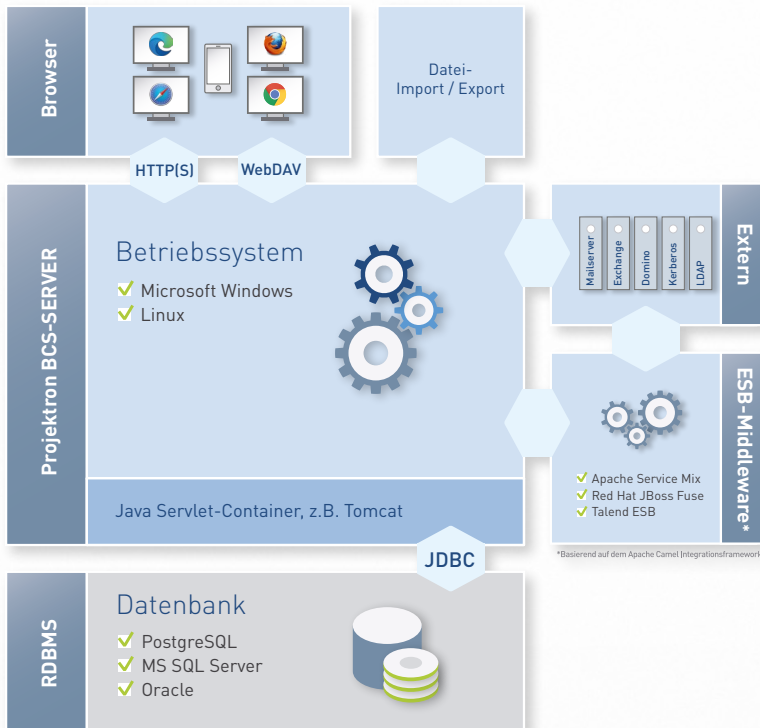 Browser
Datei-
Import / Export
HTTP(S)
WebDAV
Projektron BCS-SERVER
Betriebssystem
Microsoft Windows
Linux
Java Servlet-Container, z.B. Tomcat
Mailserver
Exchange
Domino
Kerberos
LDAP
Extern
Apache Service Mix
Red Hat JBoss Fuse
Talend ESB
ESB-Middleware*
*Basierend auf dem Apache Camel Integrationsframework
JDBC
RDBMS
Datenbank
PostgreSQL
MS SQL Server
Oracle